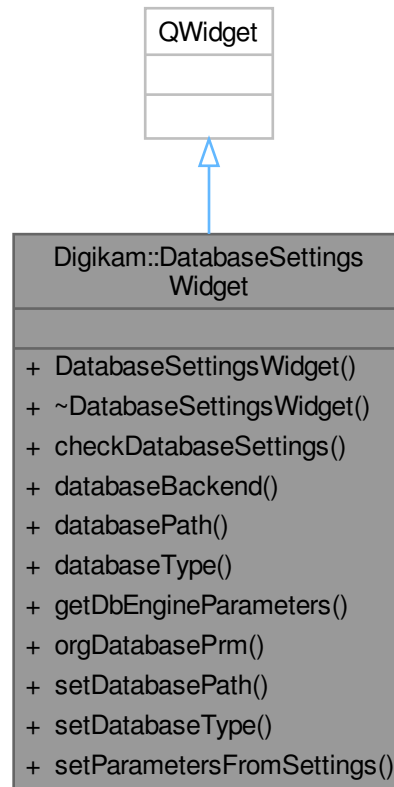 QWidget
Digikam::DatabaseSettings
Widget
+ DatabaseSettingsWidget()
+ ~DatabaseSettingsWidget()
+ checkDatabaseSettings()
+ databaseBackend()
+ databasePath()
+ databaseType()
+ getDbEngineParameters()
+ orgDatabasePrm()
+ setDatabasePath()
+ setDatabaseType()
+ setParametersFromSettings()